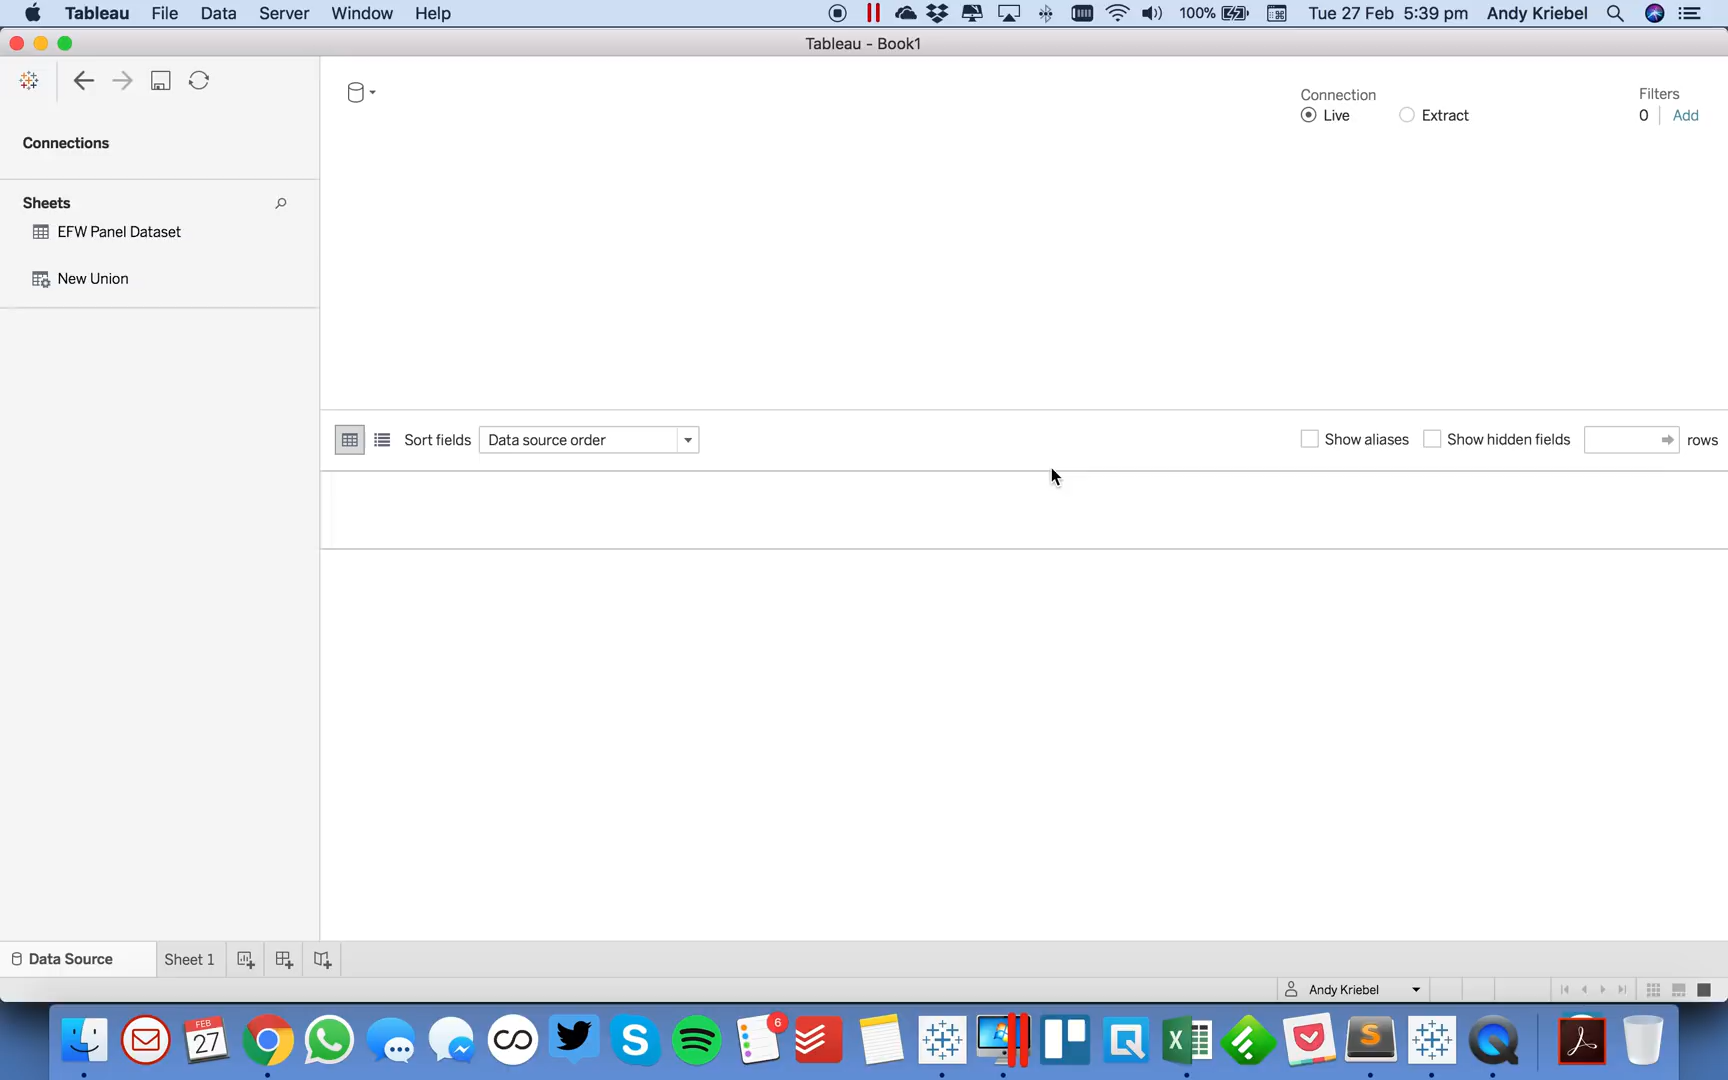 Tableau File Data Server Window Help 100% Tue 27 Feb 5:39 pm Andy Kriebel
Tableau - Book1
Connections
Connection
Live Extract
Filters
0 Add
Sheets
EFW Panel Dataset
New Union
Sort fields Data source order Show aliases Show hidden fields rows
Data Source Sheet 1
Andy Kriebel
FEB
27
6